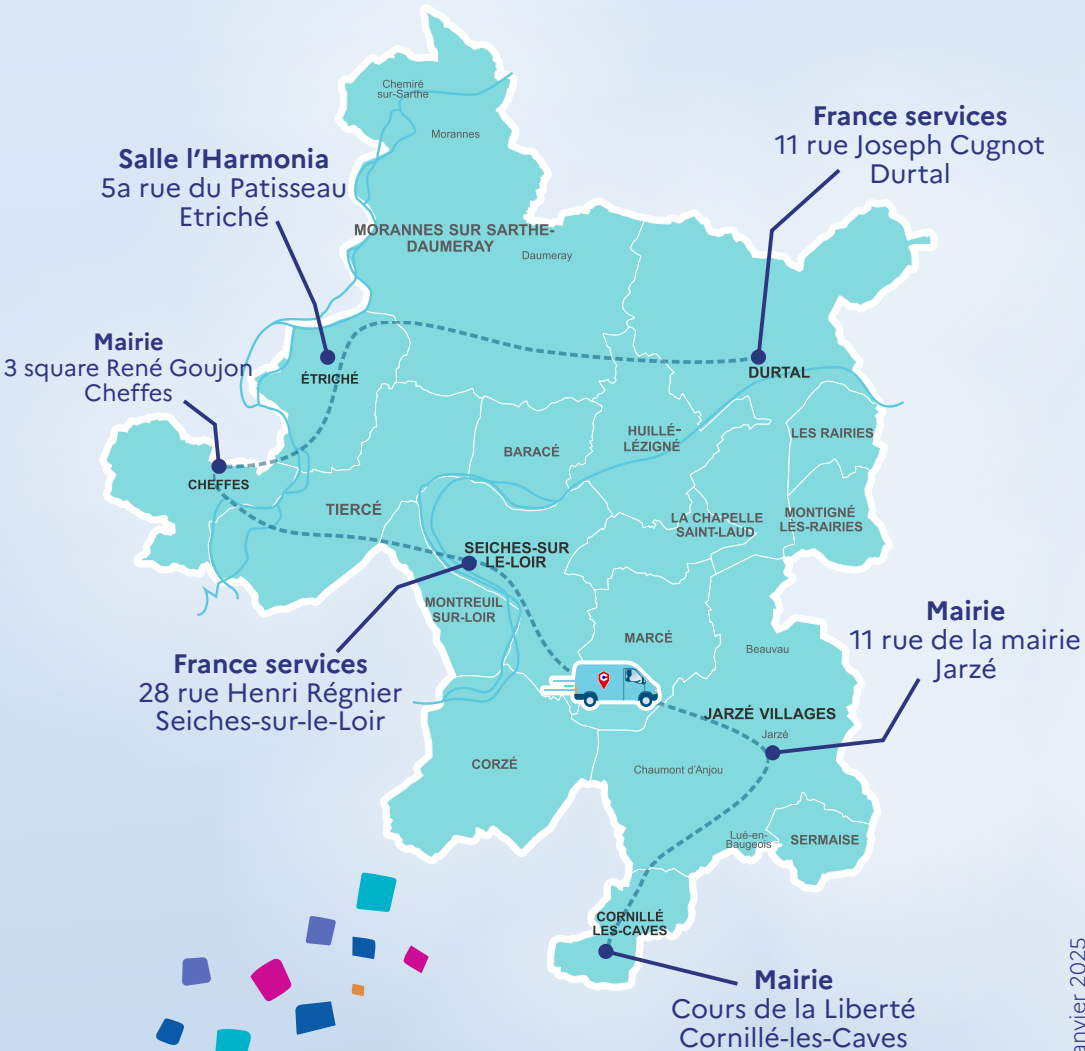 Chemiré
sur-Sarthe
Morannes
France services
11 rue Joseph Cugnot
Durtal
Salle l'Harmonia
5a rue du Patisseau
Etriché
MORANNES SUR SARTHE-
DAUMERAY
Daumeray
Mairie
3 square René Goujon
Cheffes
ÉTRICHÉ
DURTAL
HUILLÉ-
LÉZIGNÉ
LES RAIRIES
BARACÉ
CHEFFES
TIERCÉ
LA CHAPELLE
SAINT-LAUD
MONTIGNÉ
LÈS-RAIRIES
SEICHES-SUR
LE-LOIR
MONTREUIL
SUR-LOIR
MARCÉ
Beauvau
Mairie
11 rue de la mairie
Jarzé
France services
28 rue Henri Régnier
Seiches-sur-le-Loir
JARZÉ VILLAGES
Jarzé
CORZÉ
Chaumont d'Anjou
Lué-en-
Baugeois
SERMAISE
CORNILLÉ
LES-CAVES
Mairie
Cours de la Liberté
Cornillé-les-Caves
anvier 2025